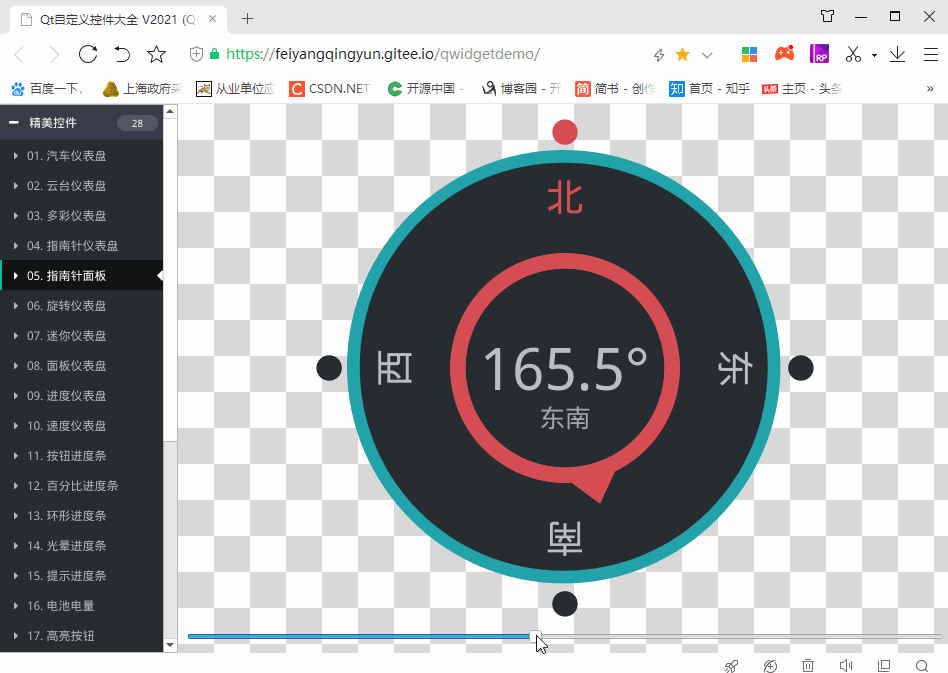 Qt自定义控件大全 V2021 (Q
https://feiyangqingyun.gitee.io/qwidgetdemo/
百度一下,
上海政府采
从业单位应
CSDN.NET
开源中国 -
博客园 - 开
简书 - 创作
首页 - 知乎
主页 - 头条
精美控件 28
01. 汽车仪表盘
02. 云台仪表盘
03. 多彩仪表盘
04. 指南针仪表盘
05. 指南针面板
06. 旋转仪表盘
07. 迷你仪表盘
08. 面板仪表盘
09. 进度仪表盘
10. 速度仪表盘
11. 按钮进度条
12. 百分比进度条
13. 环形进度条
14. 光晕进度条
15. 提示进度条
16. 电池电量
17. 高亮按钮
北
西
165.5°
东南
东
南